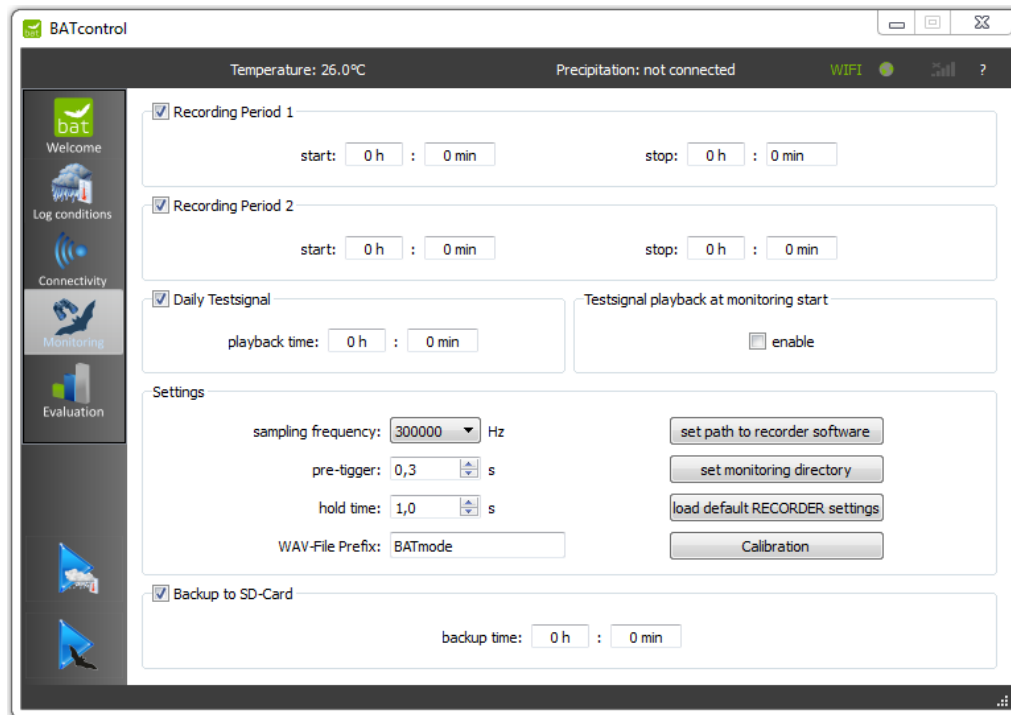 BATcontrol
Temperature: 26.0°C Precipitation: not connected WIFI ?
bat
Welcome
Log conditions
Connectivity
Monitoring
Evaluation
Recording Period 1
start: 0 h : 0 min stop: 0 h : 0 min
Recording Period 2
start: 0 h : 0 min stop: 0 h : 0 min
Daily Testsignal
playback time: 0 h : 0 min
Testsignal playback at monitoring start
enable
Settings
sampling frequency: 300000 Hz set path to recorder software
pre-tigger: 0,3 s set monitoring directory
hold time: 1,0 s load default RECORDER settings
WAV-File Prefix: BATmode Calibration
Backup to SD-Card
backup time: 0 h : 0 min